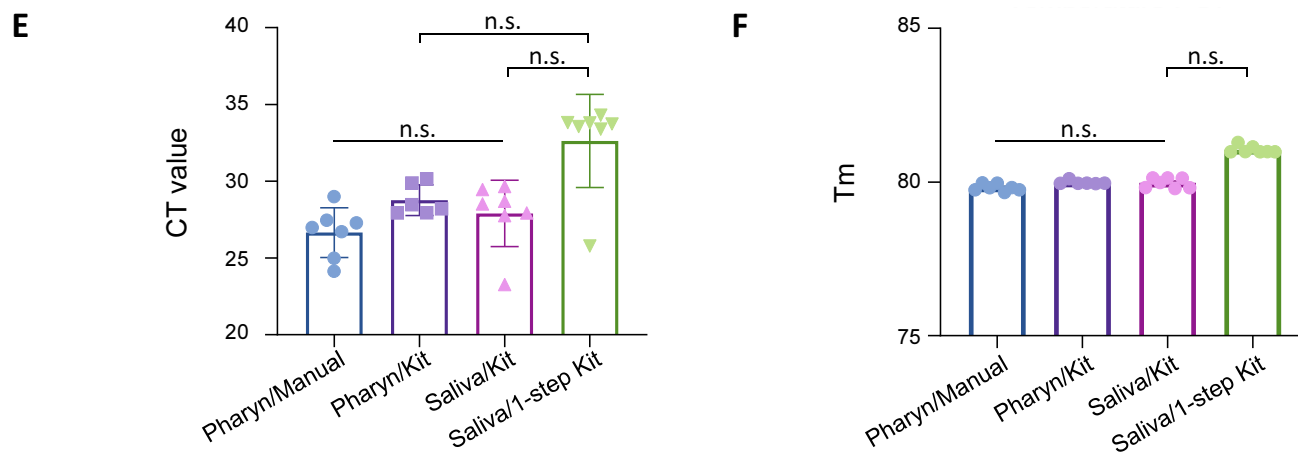 E
40
35
30
25
20
CT value
n.s.
n.s.
n.s.
Pharyn/Manual
Pharyn/Kit
Saliva/Kit
Saliva/1-step Kit
F
85
80
75
Tm
n.s.
n.s.
Pharyn/Manual
Pharyn/Kit
Saliva/Kit
Saliva/1-step Kit